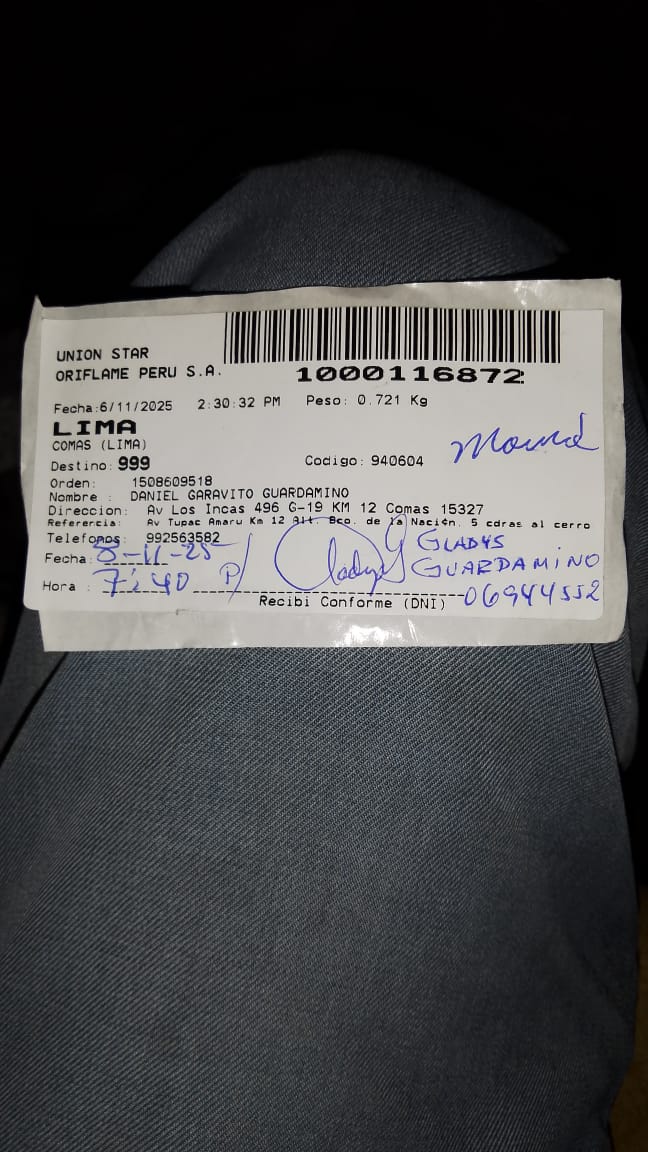 UNION STAR
ORIFLAME PERU S.A.
1000116872
Fecha:6/11/2025 2:30:32 PM Peso: 0.721 Kg
LIMA
COMAS (LIMA)
Destino: 999 Codigo: 940604
Orden: 1508609518
Nombre : DANIEL GARAVITO GUARDAMINO
Direccion: Av Los Incas 496 G-19 KM 12 Comas 15327
Referencia: Av Tupac Amaru Km 12 Alt. Bco. de la Naci¢n. 5 cdras al cerro
Telefonos: 992563582
Fecha: 8-11-25 Gladys GLADYS
GUARDAMINO
Hora : 7:40 P/ 06944552
Recibi Conforme (DNI)